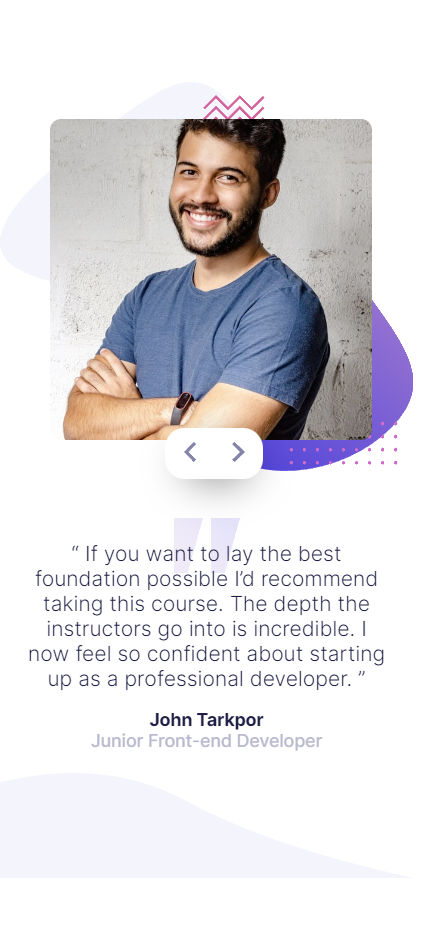 “ If you want to lay the best
foundation possible I’d recommend
taking this course. The depth the
instructors go into is incredible. I
now feel so confident about starting
up as a professional developer. ”
John Tarkpor
Junior Front-end Developer